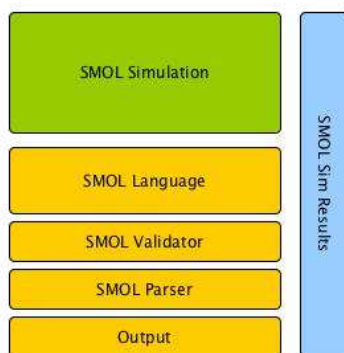 SMOL Simulation
SMOL Language
SMOL Validator
SMOL Parser
Output
SMOL Sim Results